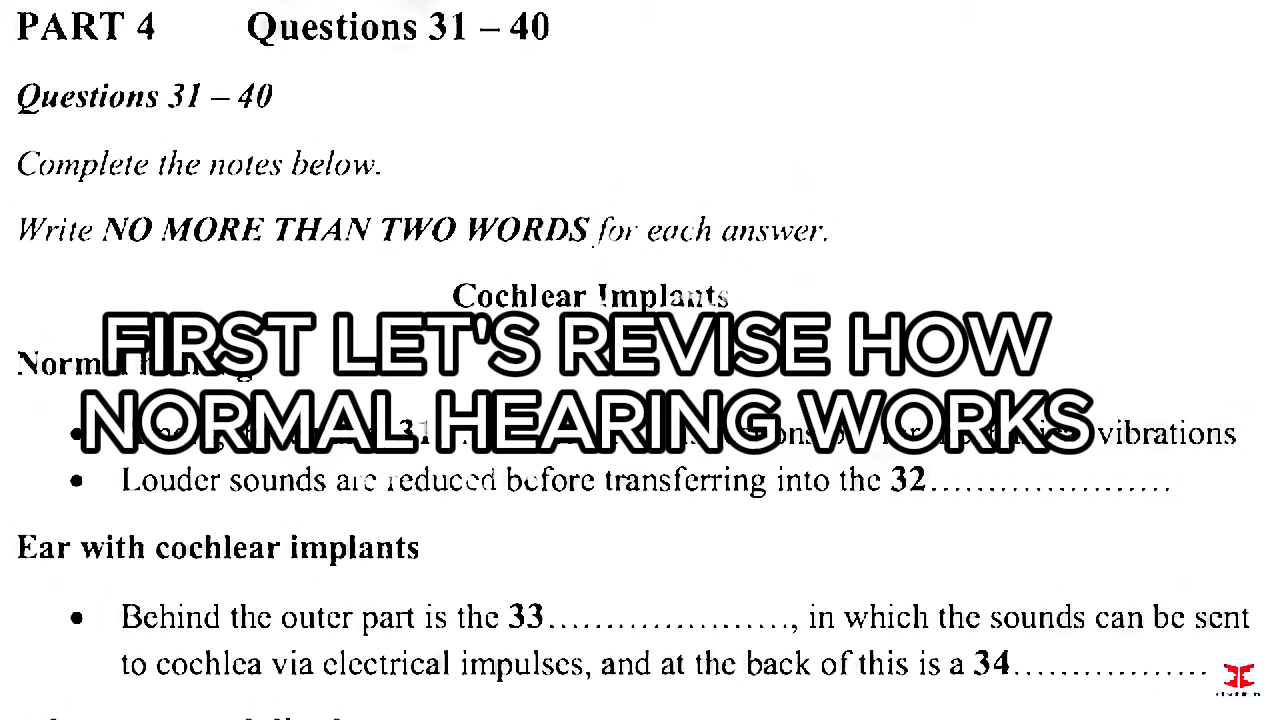 PART 4 Questions 31 – 40
Questions 31 – 40
Complete the notes below.
Write NO MORE THAN TWO WORDS for each answer.
Cochlear Implants
FIRST LET'S REVISE HOW
NORMAL HEARING WORKS
31 vibrations
• Louder sounds are reduced before transferring into the 32......................
Ear with cochlear implants
• Behind the outer part is the 33......................, in which the sounds can be sent
to cochlea via electrical impulses, and at the back of this is a 34..................